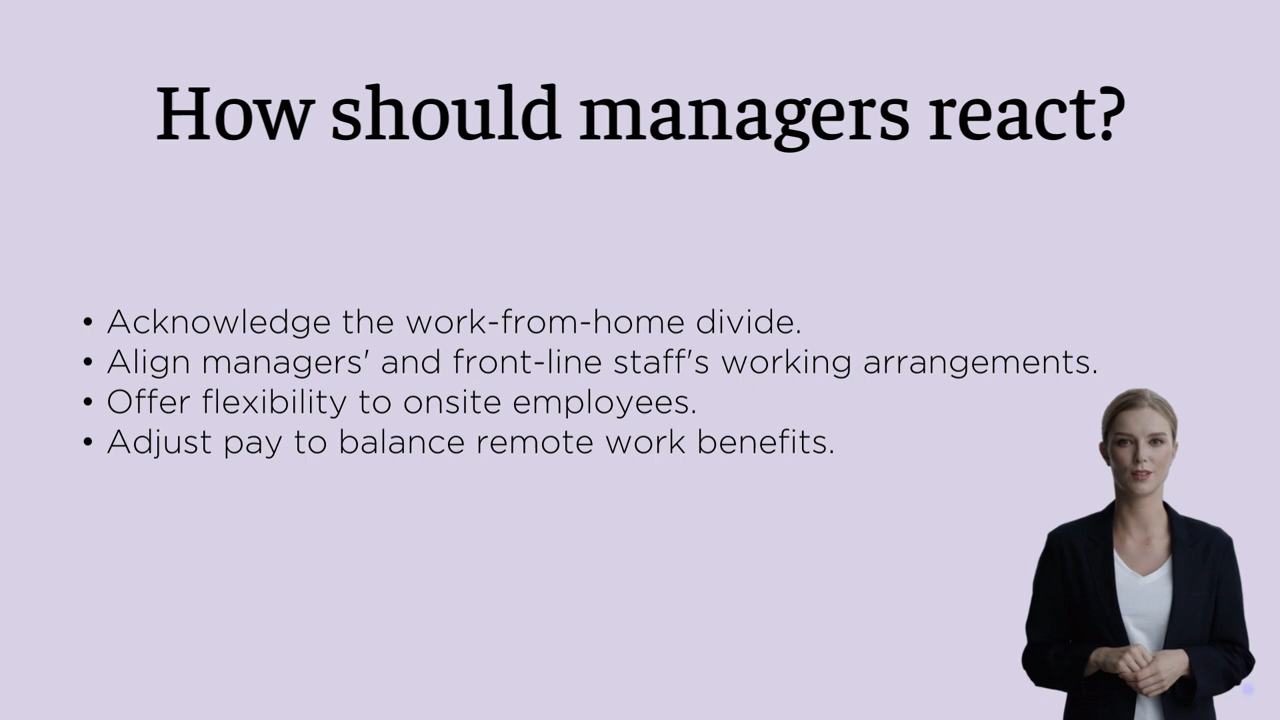 How should managers react?
• Acknowledge the work-from-home divide.
• Align managers' and front-line staff's working arrangements.
• Offer flexibility to onsite employees.
• Adjust pay to balance remote work benefits.